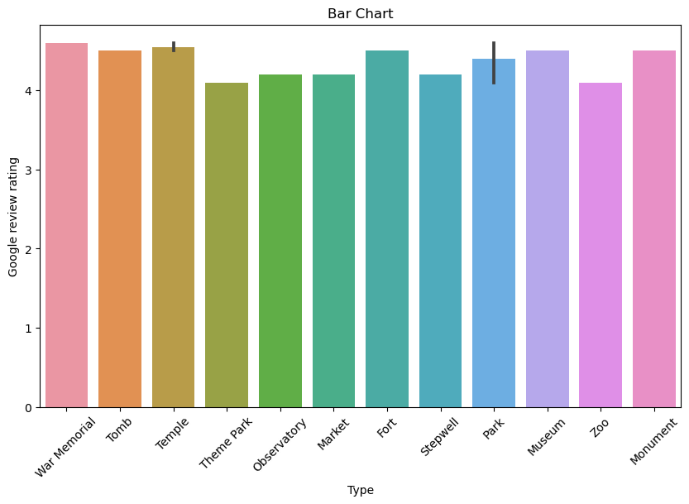 Bar Chart
Google review rating
4
3
2
1
0
War Memorial
Tomb
Temple
Theme Park
Observatory
Market
Fort
Stepwell
Park
Museum
Zoo
Monument
Type